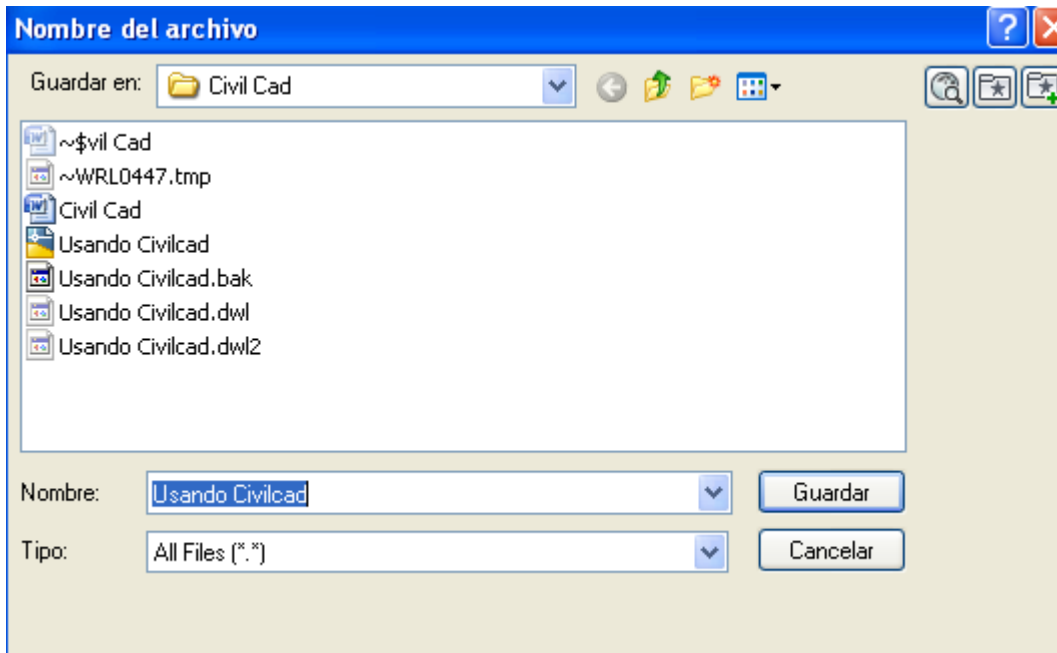 Nombre del archivo
Guardar en: Civil Cad
~$vil Cad
~WRL0447.tmp
Civil Cad
Usando Civilcad
Usando Civilcad.bak
Usando Civilcad.dwl
Usando Civilcad.dwl2
Nombre: Usando Civilcad Guardar
Tipo: All Files (*.*) Cancelar